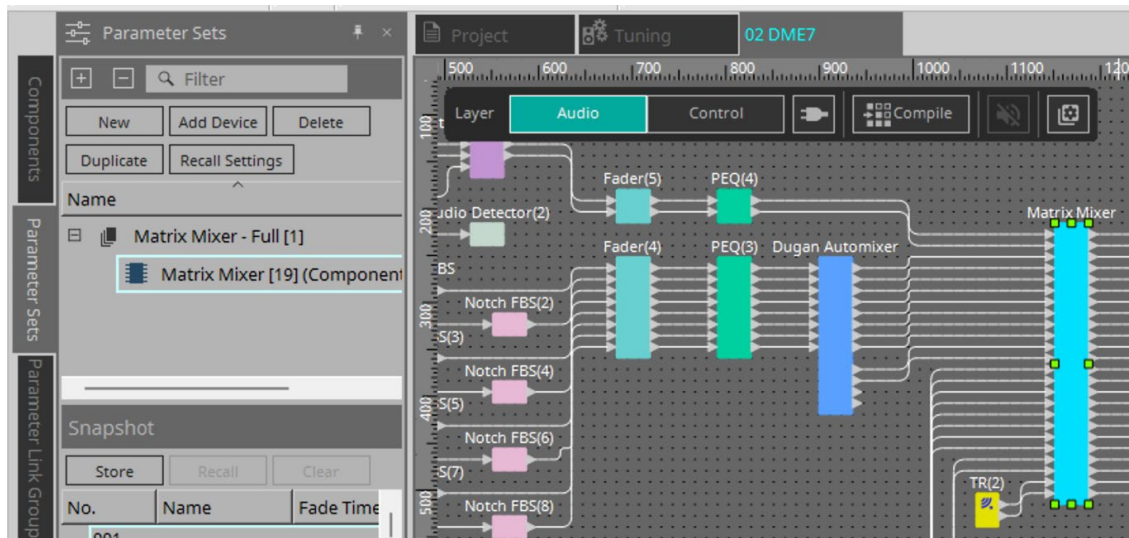 Parameter Sets
Project
Tuning
02 DME7
Components
Parameter Sets
Parameter Link Group
Filter
New
Add Device
Delete
Duplicate
Recall Settings
Name
Matrix Mixer - Full [1]
Matrix Mixer [19] (Component
Snapshot
Store
Recall
Clear
No.
Name
Fade Time
001
500
600
700
800
900
1000
1100
120
100
200
300
400
500
Layer
Audio
Control
Compile
Fader(5)
PEQ(4)
Matrix Mixer
udio Detector(2)
Fader(4)
PEQ(3)
Dugan Automixer
BS
Notch FBS(2)
S(3)
Notch FBS(4)
S(5)
Notch FBS(6)
S(7)
TR(2)
Notch FBS(8)